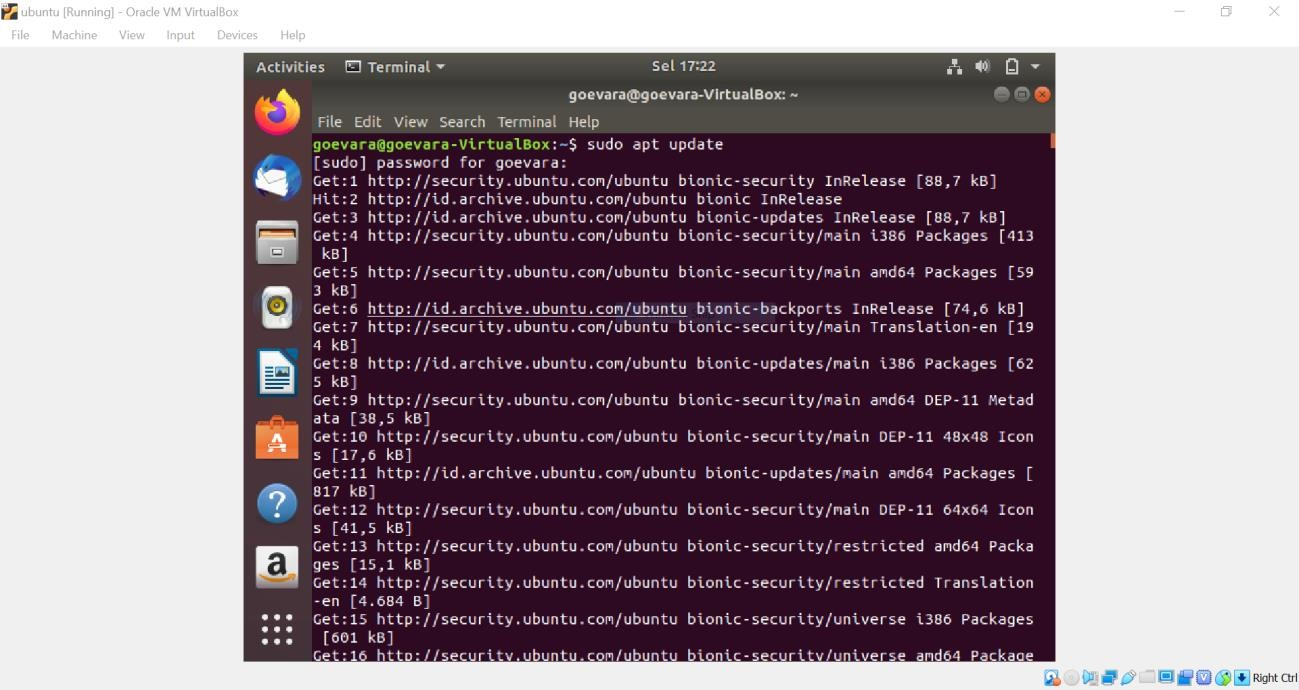 ubuntu [Running] - Oracle VM VirtualBox
File Machine View Input Devices Help
Activities Terminal Sel 17:22
goevara@goevara-VirtualBox: ~
File Edit View Search Terminal Help
goevara@goevara-VirtualBox:~$ sudo apt update
[sudo] password for goevara:
Get:1 http://security.ubuntu.com/ubuntu bionic-security InRelease [88,7 kB]
Hit:2 http://id.archive.ubuntu.com/ubuntu bionic InRelease
Get:3 http://id.archive.ubuntu.com/ubuntu bionic-updates InRelease [88,7 kB]
Get:4 http://security.ubuntu.com/ubuntu bionic-security/main i386 Packages [413
kB]
Get:5 http://security.ubuntu.com/ubuntu bionic-security/main amd64 Packages [59
3 kB]
Get:6 http://id.archive.ubuntu.com/ubuntu bionic-backports InRelease [74,6 kB]
Get:7 http://security.ubuntu.com/ubuntu bionic-security/main Translation-en [19
4 kB]
Get:8 http://id.archive.ubuntu.com/ubuntu bionic-updates/main i386 Packages [62
5 kB]
Get:9 http://security.ubuntu.com/ubuntu bionic-security/main amd64 DEP-11 Metad
ata [38,5 kB]
Get:10 http://security.ubuntu.com/ubuntu bionic-security/main DEP-11 48x48 Icon
s [17,6 kB]
Get:11 http://id.archive.ubuntu.com/ubuntu bionic-updates/main amd64 Packages [
817 kB]
Get:12 http://security.ubuntu.com/ubuntu bionic-security/main DEP-11 64x64 Icon
s [41,5 kB]
Get:13 http://security.ubuntu.com/ubuntu bionic-security/restricted amd64 Packa
ges [15,1 kB]
Get:14 http://security.ubuntu.com/ubuntu bionic-security/restricted Translation
-en [4.684 B]
Get:15 http://security.ubuntu.com/ubuntu bionic-security/universe i386 Packages
[601 kB]
Get:16 http://security.ubuntu.com/ubuntu bionic-security/universe amd64 Package
Right Ctrl